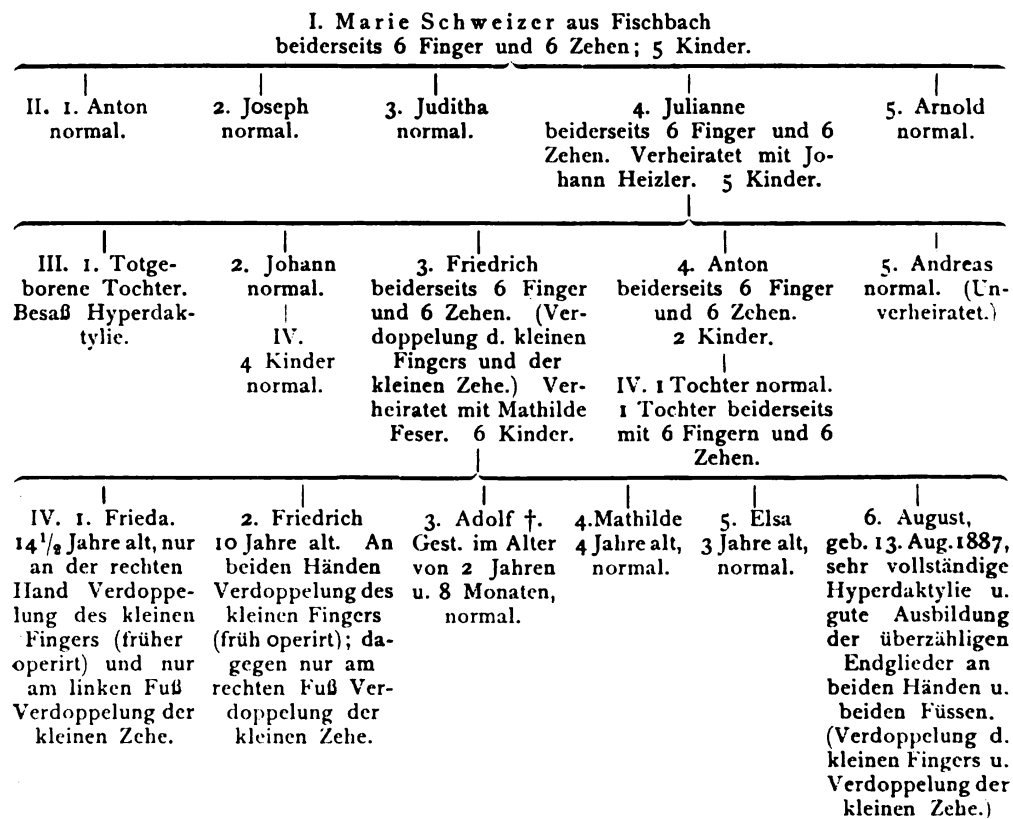 I. Marie Schweizer aus Fischbach
beiderseits 6 Finger und 6 Zehen; 5 Kinder.
II. 1. Anton
normal.
2. Joseph
normal.
3. Juditha
normal.
4. Julianne
beiderseits 6 Finger und 6
Zehen. Verheiratet mit Jo-
hann Heizler. 5 Kinder.
5. Arnold
normal.
III. 1. Totge-
borene Tochter.
Besaß Hyperdak-
tylie.
2. Johann
normal.
IV.
4 Kinder
normal.
3. Friedrich
beiderseits 6 Finger
und 6 Zehen. (Ver-
doppelung d. kleinen
Fingers und der
kleinen Zehe.) Ver-
heiratet mit Mathilde
Feser. 6 Kinder.
4. Anton
beiderseits 6 Finger
und 6 Zehen.
2 Kinder.
IV. 1 Tochter normal.
1 Tochter beiderseits
mit 6 Fingern und 6
Zehen.
5. Andreas
normal. (Un-
verheiratet.)
IV. 1. Frieda.
14 1/2 Jahre alt, nur
an der rechten
Hand Verdoppe-
lung des kleinen
Fingers (früher
operirt) und nur
am linken Fuß
Verdoppelung der
kleinen Zehe.
2. Friedrich
10 Jahre alt. An
beiden Händen
Verdoppelung des
kleinen Fingers
(früh operirt); da-
gegen nur am
rechten Fuß Ver-
doppelung der
kleinen Zehe.
3. Adolf †.
Gest. im Alter
von 2 Jahren
u. 8 Monaten,
normal.
4. Mathilde
4 Jahre alt,
normal.
5. Elsa
3 Jahre alt,
normal.
6. August,
geb. 13. Aug. 1887,
sehr vollständige
Hyperdaktylie u.
gute Ausbildung
der überzähligen
Endglieder an
beiden Händen u.
beiden Füssen.
(Verdoppelung d.
kleinen Fingers u.
Verdoppelung der
kleinen Zehe.)